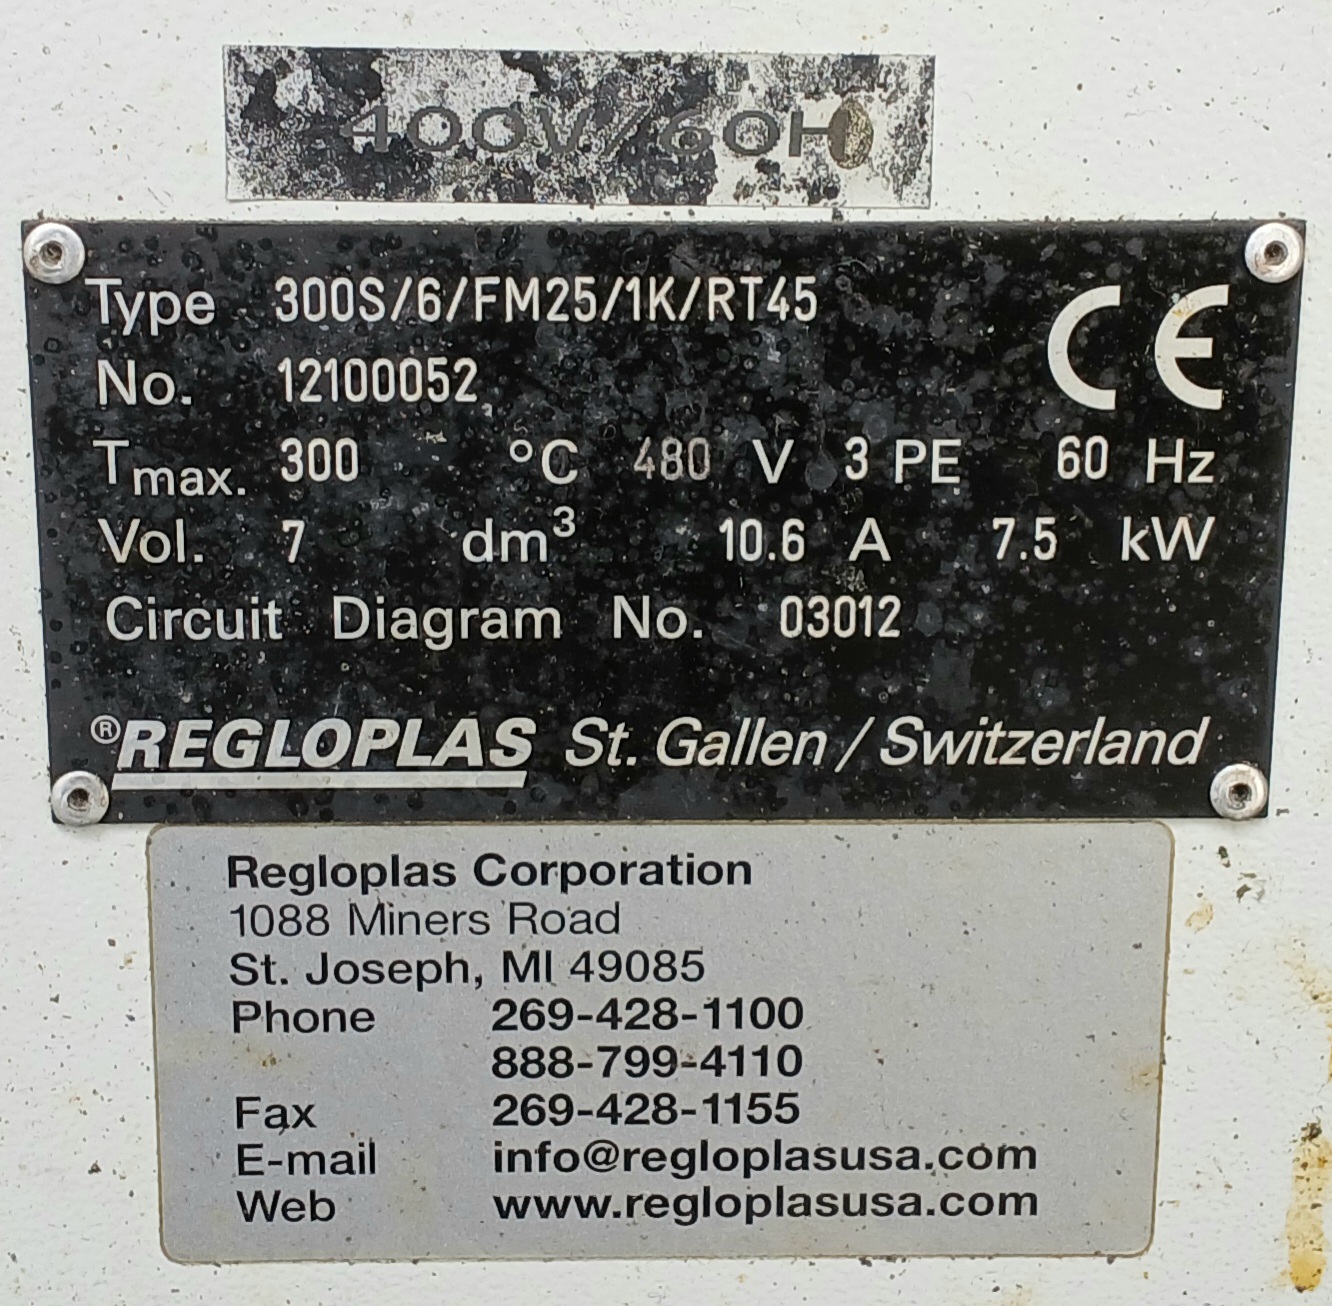 400V/60H
Type 300S/6/FM25/1K/RT45
CE
No. 12100052
Tmax. 300 °C 480 V 3 PE 60 Hz
Vol. 7 dm³ 10.6 A 7.5 kW
Circuit Diagram No. 03012
®REGLOPLAS St. Gallen / Switzerland
Regloplas Corporation
1088 Miners Road
St. Joseph, MI 49085
Phone 269-428-1100
888-799-4110
Fax 269-428-1155
E-mail info@regloplasusa.com
Web www.regloplasusa.com